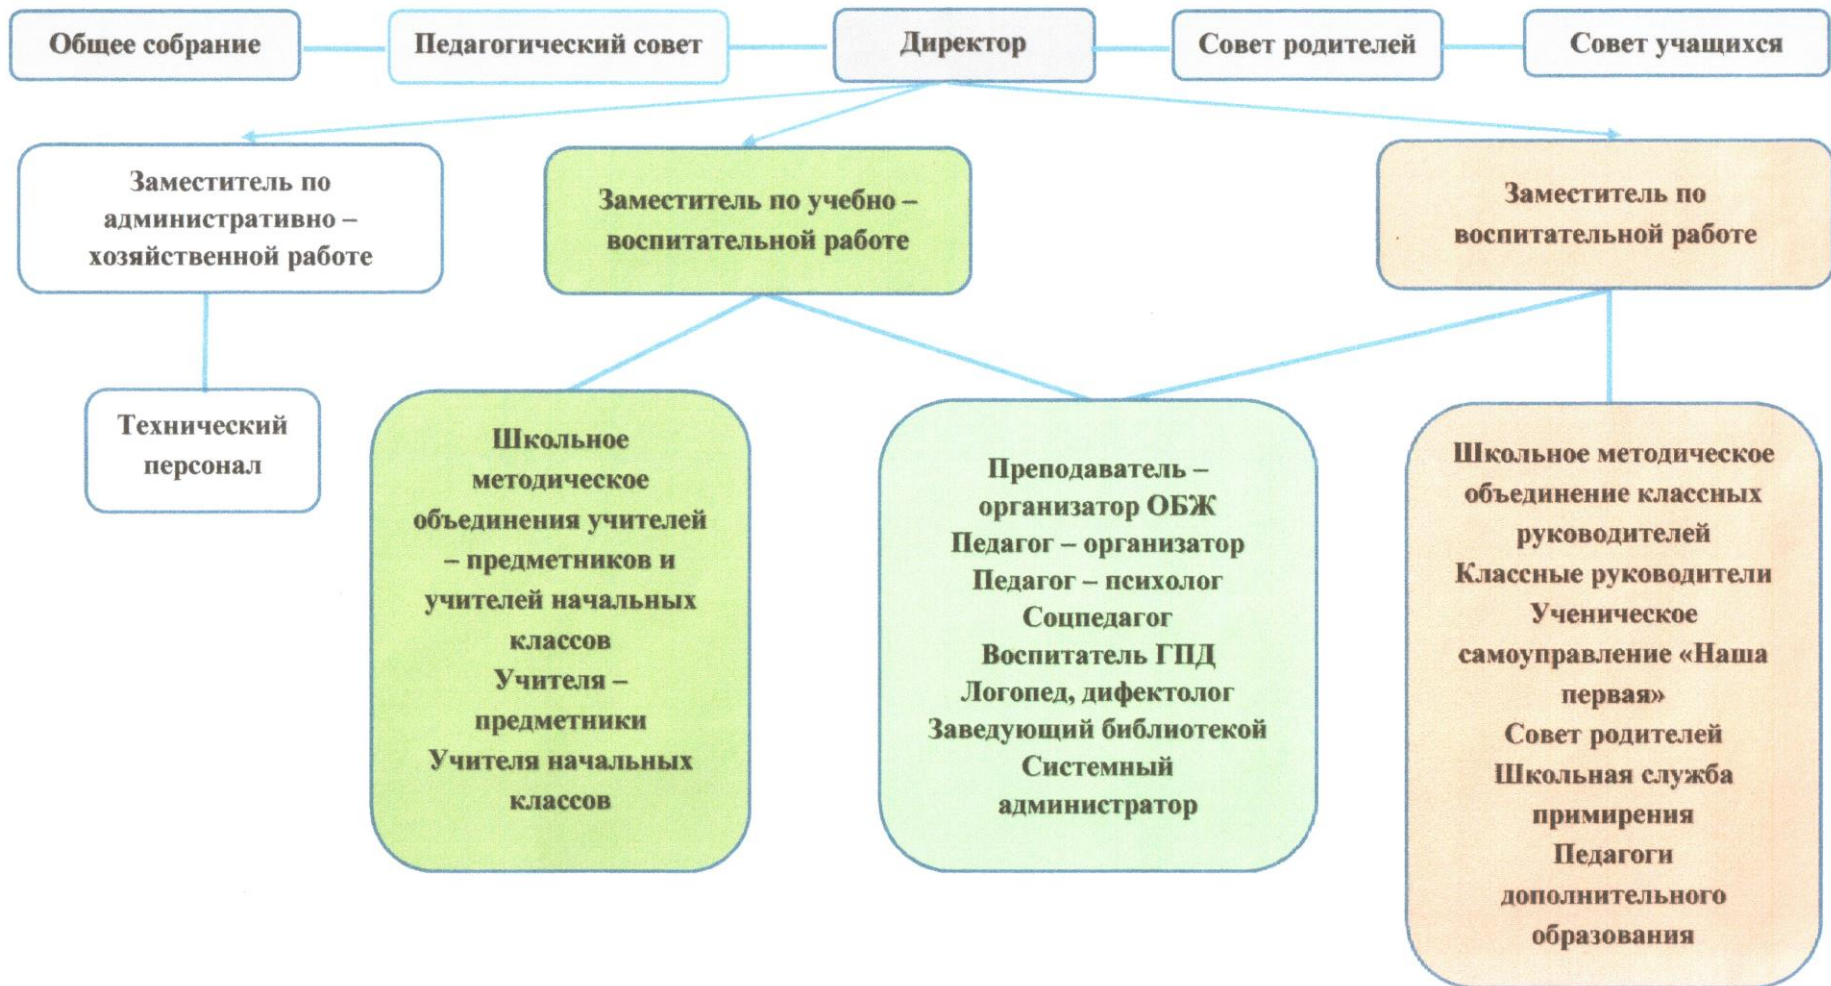 Общее собрание
Педагогический совет
Директор
Совет родителей
Совет учащихся
Заместитель по
административно –
хозяйственной работе
Заместитель по учебно –
воспитательной работе
Заместитель по
воспитательной работе
Технический
персонал
Школьное
методическое
объединения учителей
– предметников и
учителей начальных
классов
Учителя –
предметники
Учителя начальных
классов
Преподаватель –
организатор ОБЖ
Педагог – организатор
Педагог – психолог
Соцпедагог
Воспитатель ГПД
Логопед, дифектолог
Заведующий библиотекой
Системный
администратор
Школьное методическое
объединение классных
руководителей
Классные руководители
Ученическое
самоуправление «Наша
первая»
Совет родителей
Школьная служба
примирения
Педагоги
дополнительного
образования